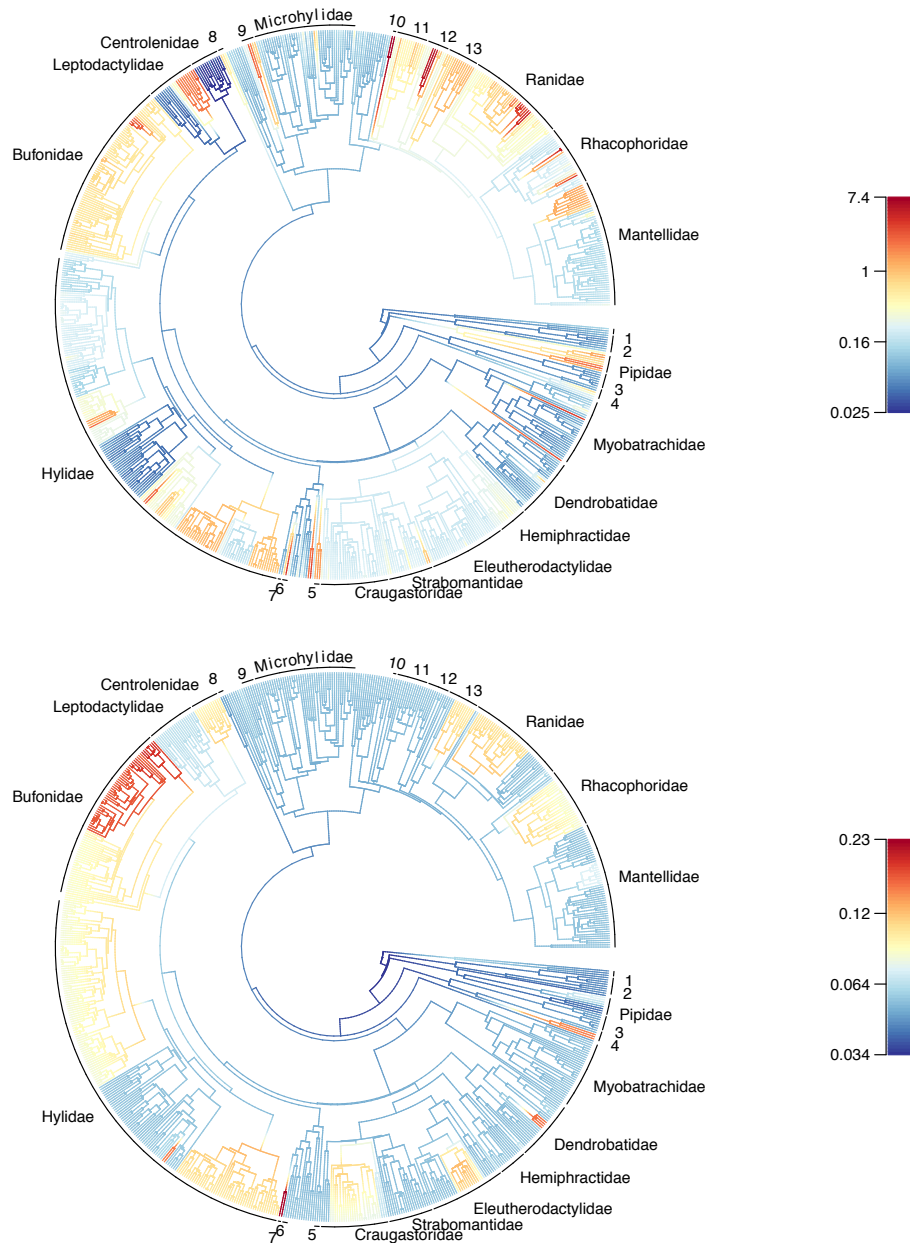 Microhylidae
10
11
12
13
9
8
Centrolenidae
Leptodactylidae
Bufonidae
Hylidae
7
6
5
Craugastoridae
Strabomantidae
Eleutherodactylidae
Hemiphractidae
Dendrobatidae
Myobatrachidae
4
3
Pipidae
2
1
Mantellidae
Rhacophoridae
Ranidae
7.4
1
0.16
0.025
Microhylidae
10
11
12
13
9
8
Centrolenidae
Leptodactylidae
Bufonidae
Hylidae
7
6
5
Craugastoridae
Strabomantidae
Eleutherodactylidae
Hemiphractidae
Dendrobatidae
Myobatrachidae
4
3
Pipidae
2
1
Mantellidae
Rhacophoridae
Ranidae
0.23
0.12
0.064
0.034